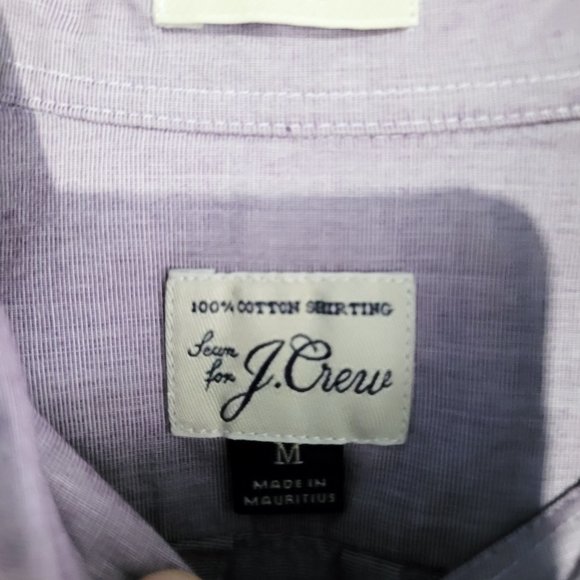 100% COTTON SHIRTING
Sewn
for J.Crew
M
MADE IN
MAURITIUS